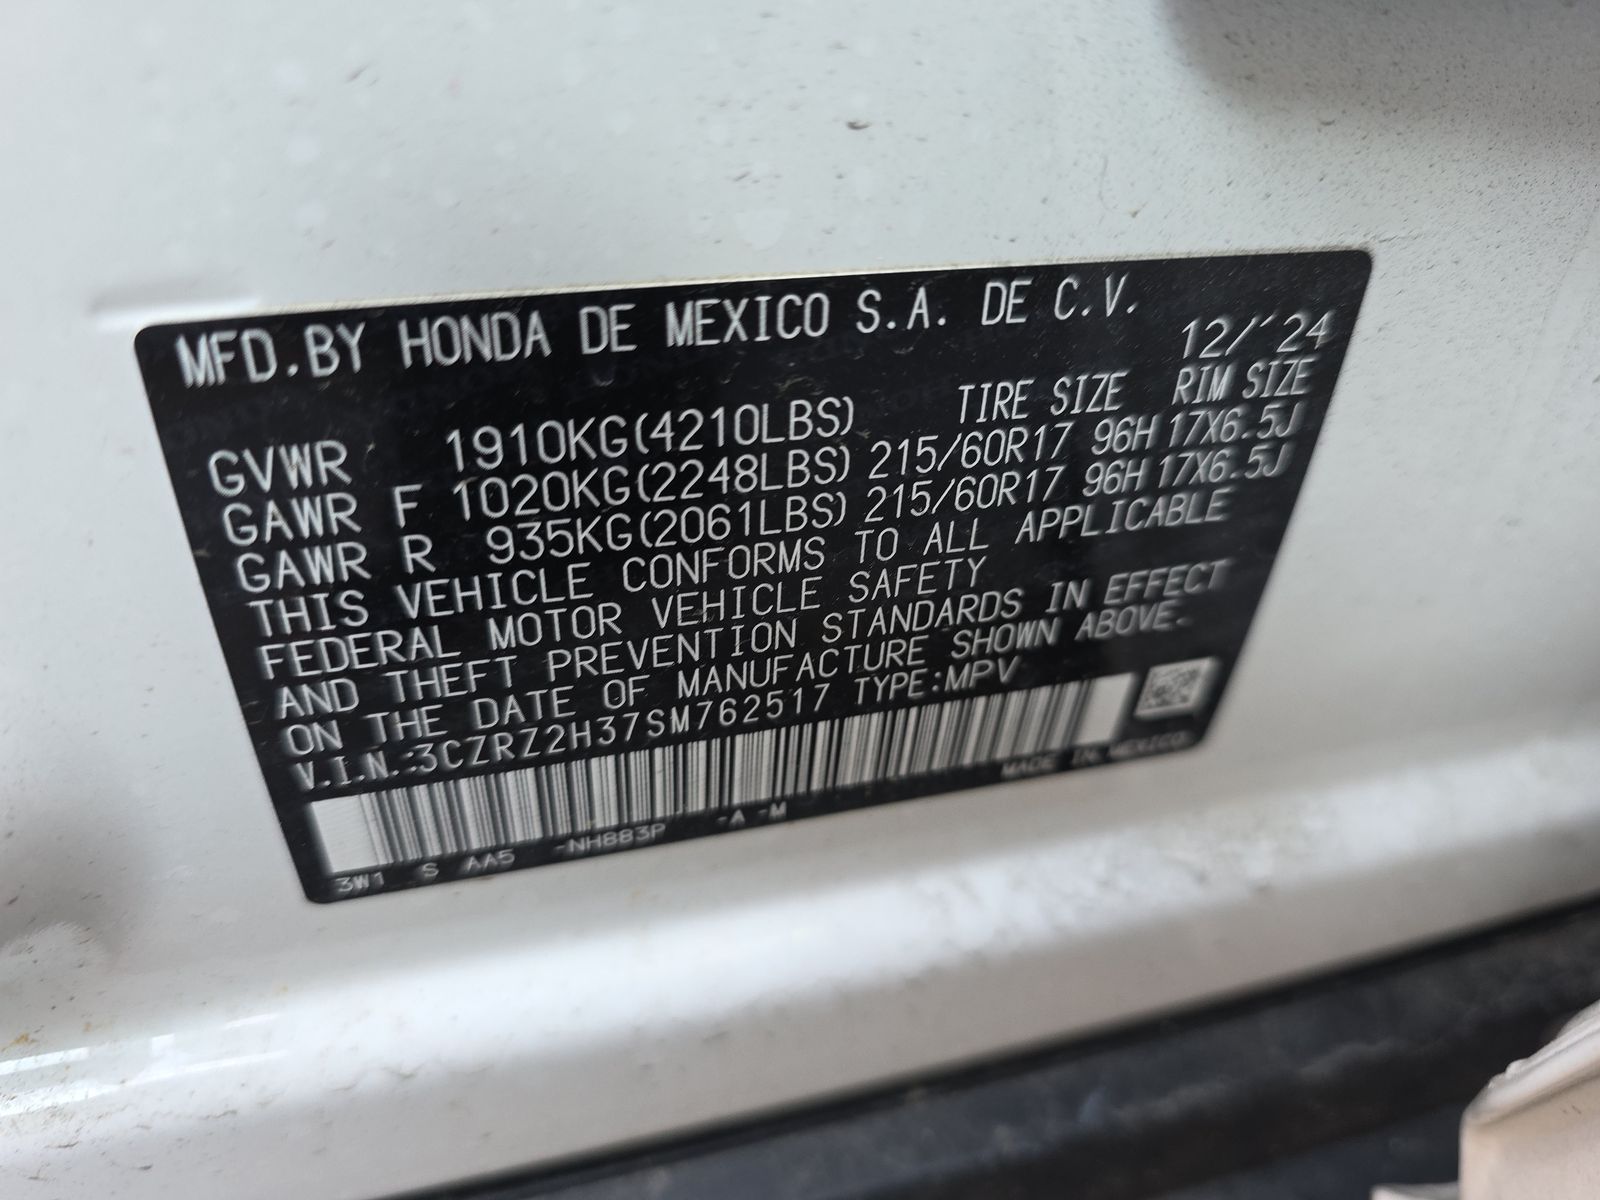 MFD.BY HONDA DE MEXICO S.A. DE C.V.
12/'24
TIRE SIZE RIM SIZE
GVWR 1910KG(4210LBS)
GAWR F 1020KG(2248LBS) 215/60R17 96H 17X6.5J
GAWR R 935KG(2061LBS) 215/60R17 96H 17X6.5J
THIS VEHICLE CONFORMS TO ALL APPLICABLE
FEDERAL MOTOR VEHICLE SAFETY
AND THEFT PREVENTION STANDARDS IN EFFECT
ON THE DATE OF MANUFACTURE SHOWN ABOVE.
V.I.N.:3CZRZ2H37SM762517 TYPE:MPV
MADE IN MEXICO
3W1 S AA5 -NH883P -A -M